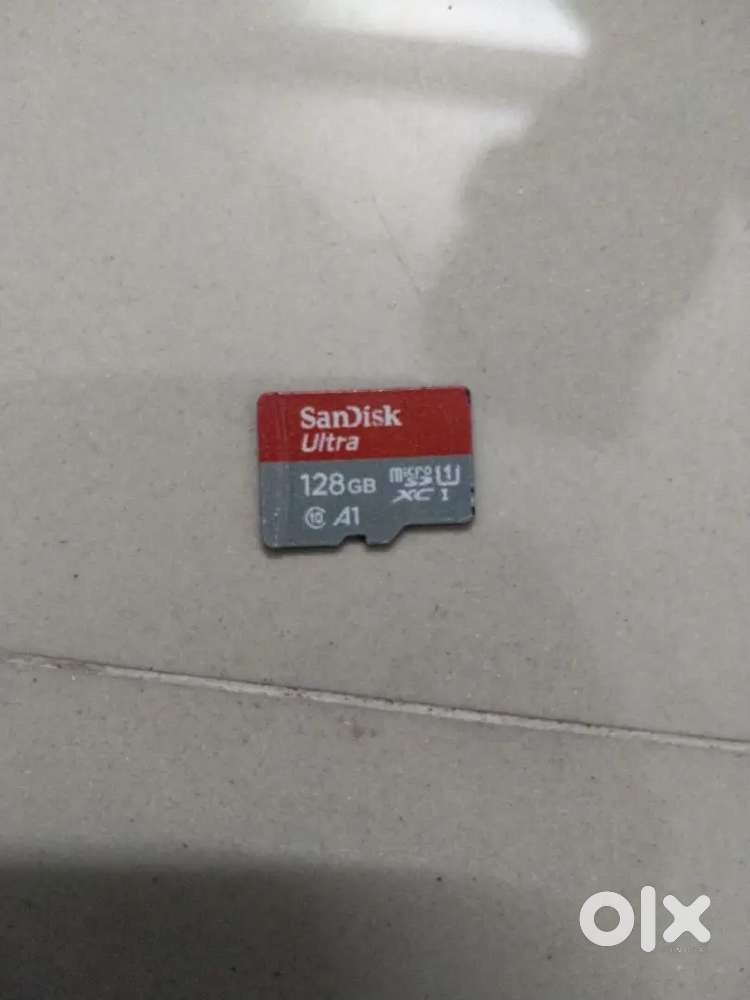 SanDisk
Ultra
128GB
micro
SD
XC I
U1
10 A1
olx